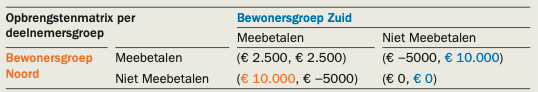 Opbrengstenmatrix per Bewonersgroep Zuid
deelnemersgroep
Meebetalen Niet Meebetalen
Bewonersgroep Meebetalen (€ 2.500, € 2.500) (€ –5000, € 10.000)
Noord Niet Meebetalen (€ 10.000, € –5000) (€ 0, € 0)